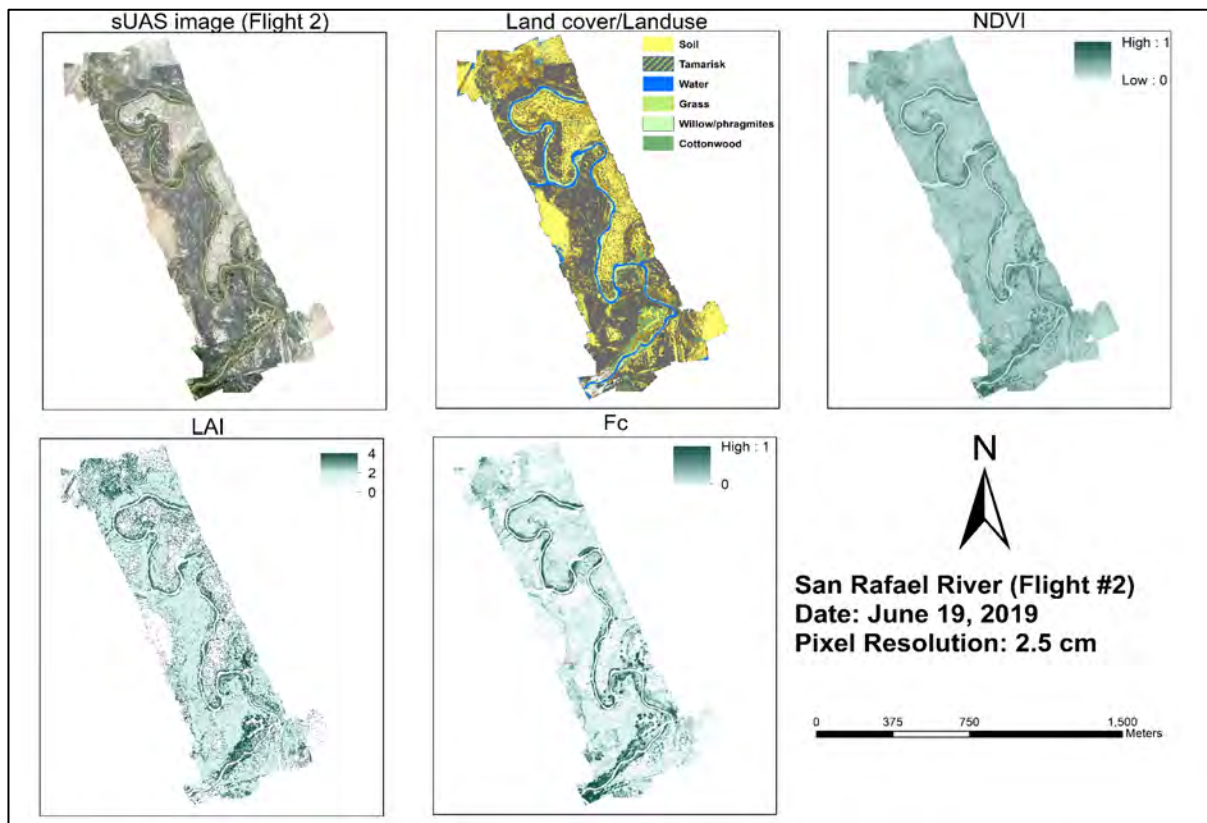 sUAS image (Flight 2)
Land cover/Landuse
Soil
Tamarisk
Water
Grass
Willow/phragmites
Cottonwood
NDVI
High : 1
Low : 0
LAI
4
2
0
Fc
High : 1
0
N
San Rafael River (Flight #2)
Date: June 19, 2019
Pixel Resolution: 2.5 cm
0 375 750 1,500
Meters